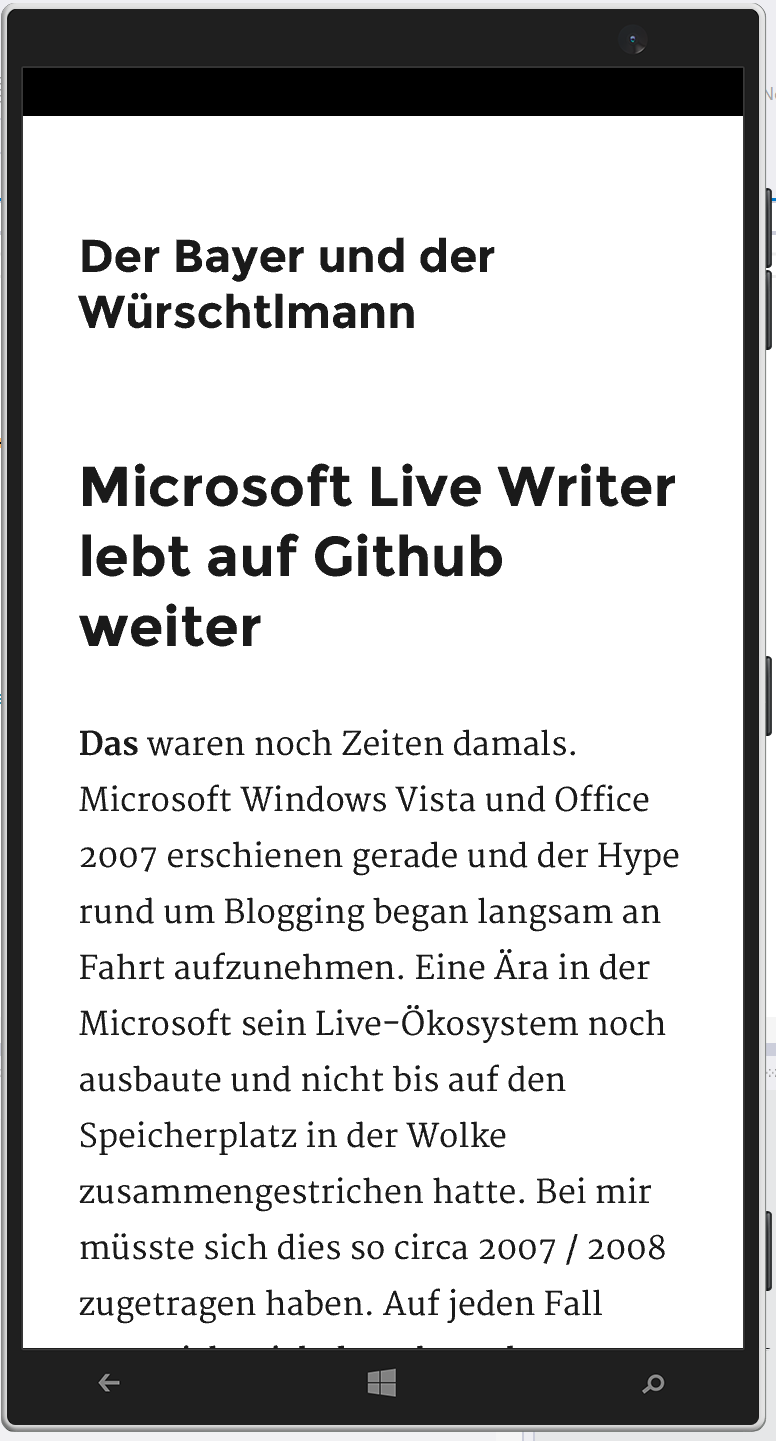 Der Bayer und der
Würschtlmann
Microsoft Live Writer
lebt auf Github
weiter
Das waren noch Zeiten damals.
Microsoft Windows Vista und Office
2007 erschienen gerade und der Hype
rund um Blogging began langsam an
Fahrt aufzunehmen. Eine Ära in der
Microsoft sein Live-Ökosystem noch
ausbaute und nicht bis auf den
Speicherplatz in der Wolke
zusammengestrichen hatte. Bei mir
müsste sich dies so circa 2007 / 2008
zugetragen haben. Auf jeden Fall